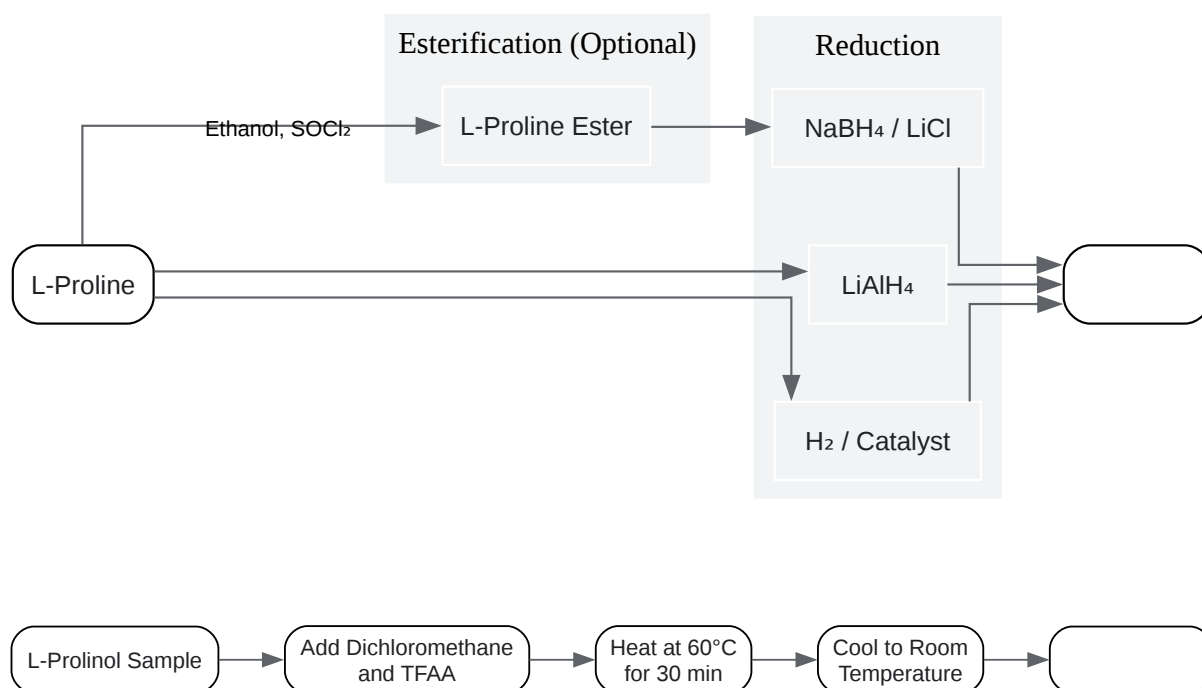 Esterification (Optional)
Reduction
Ethanol, SOCl₂
L-Proline Ester
NaBH₄ / LiCl
L-Proline
LiAlH₄
H₂ / Catalyst
L-Prolinol Sample
Add Dichloromethane
and TFAA
Heat at 60°C
for 30 min
Cool to Room
Temperature